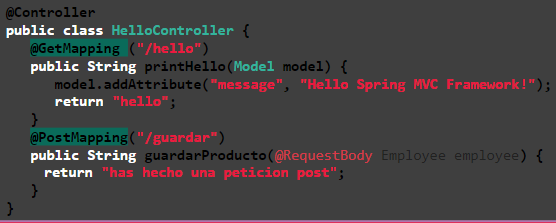 @Controller
public class HelloController {
@GetMapping ("/hello")
public String printHello(Model model) {
model.addAttribute("message", "Hello Spring MVC Framework!");
return "hello";
}
@PostMapping("/guardar")
public String guardarProducto(@RequestBody Employee employee) {
return "has hecho una peticion post";
}
}